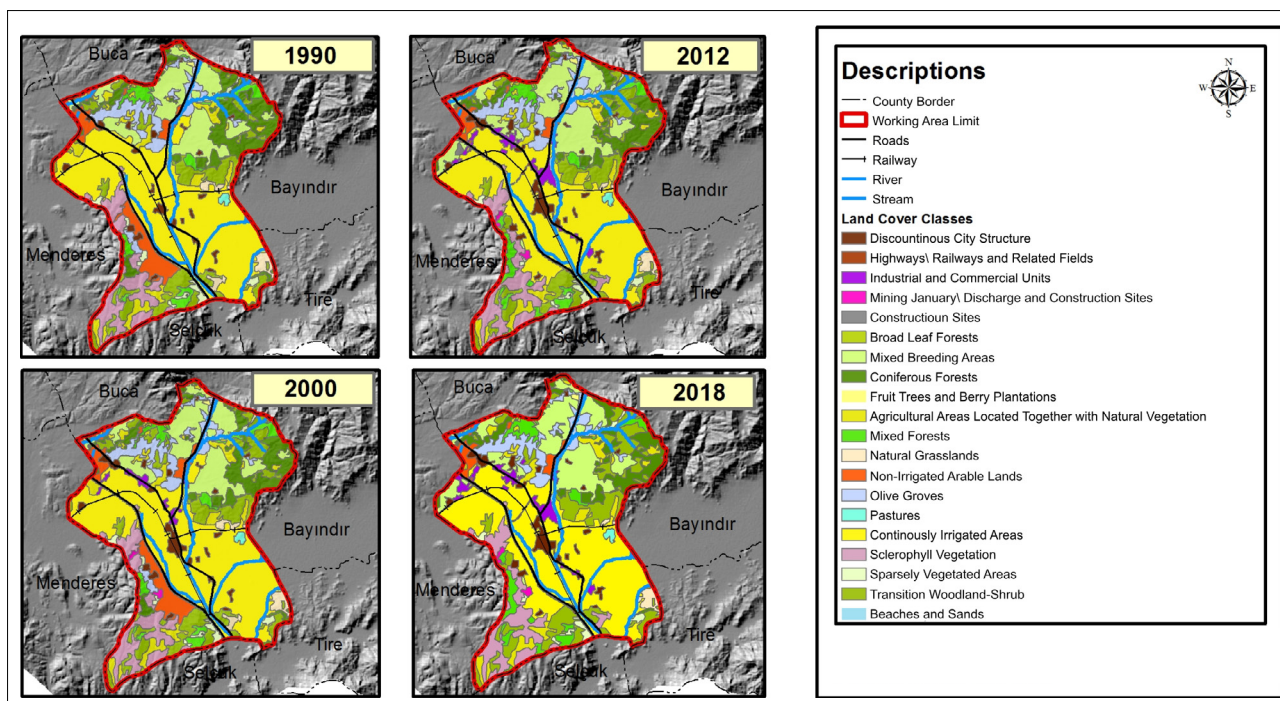 1990
Buca
Bayındır
Menderes
Tire
Selçuk
2012
Buca
Bayındır
Menderes
Tire
Selçuk
2000
Buca
Bayındır
Menderes
Tire
Selçuk
2018
Buca
Bayındır
Menderes
Tire
Selçuk
Descriptions
N
W
E
S
County Border
Working Area Limit
Roads
Railway
River
Stream
Land Cover Classes
Discountinous City Structure
Highways\ Railways and Related Fields
Industrial and Commercial Units
Mining January\ Discharge and Construction Sites
Constructioun Sites
Broad Leaf Forests
Mixed Breeding Areas
Coniferous Forests
Fruit Trees and Berry Plantations
Agricultural Areas Located Together with Natural Vegetation
Mixed Forests
Natural Grasslands
Non-Irrigated Arable Lands
Olive Groves
Pastures
Continously Irrigated Areas
Sclerophyll Vegetation
Sparsely Vegetated Areas
Transition Woodland-Shrub
Beaches and Sands